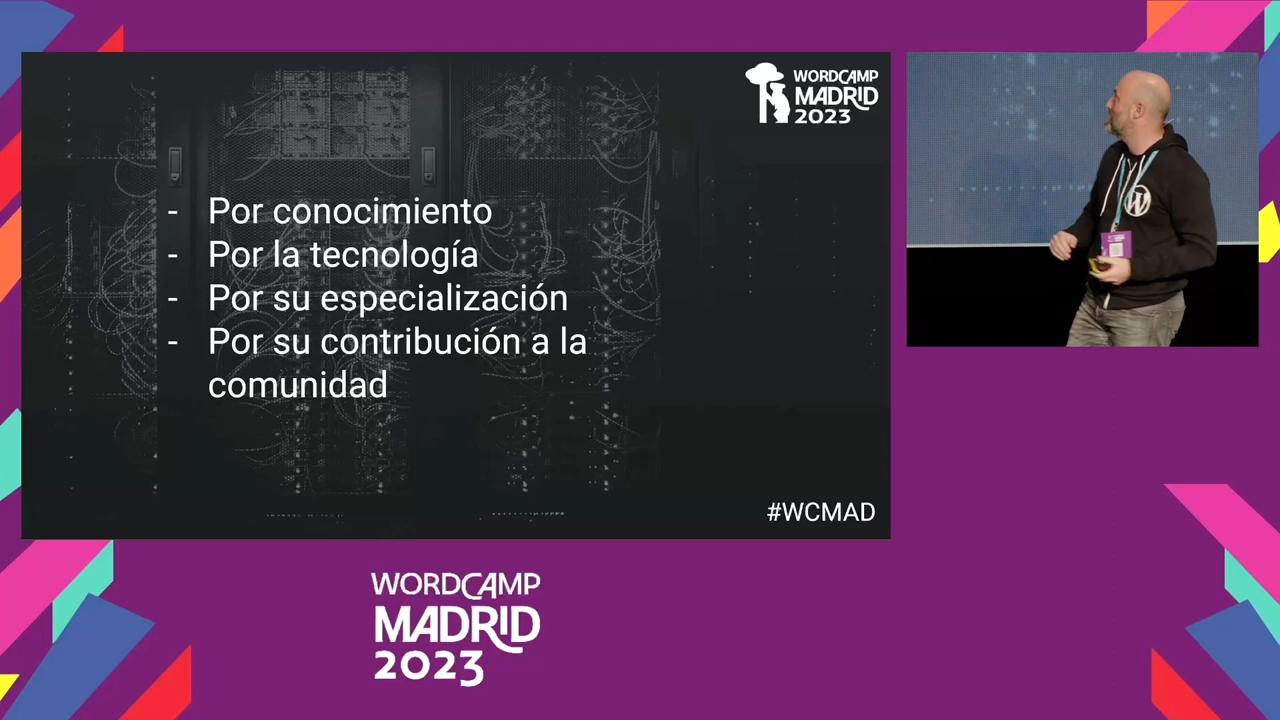 WORDCAMP
MADRID
2023
- Por conocimiento
- Por la tecnología
- Por su especialización
- Por su contribución a la
comunidad
#WCMAD
WORDCAMP
MADRID
2023